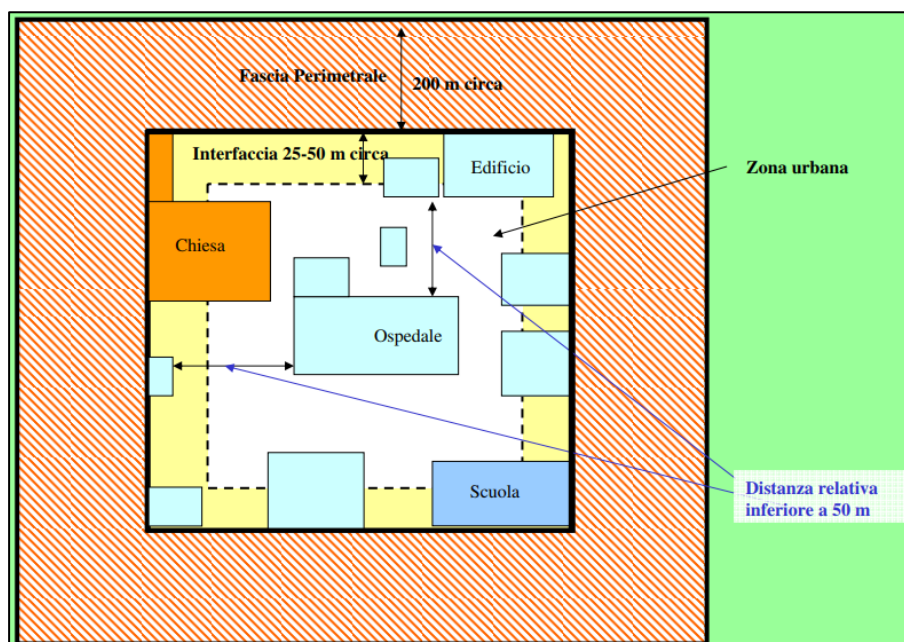 Fascia Perimetrale
200 m circa
Interfaccia 25-50 m circa
Edificio
Zona urbana
Chiesa
Ospedale
Scuola
Distanza relativa
inferiore a 50 m